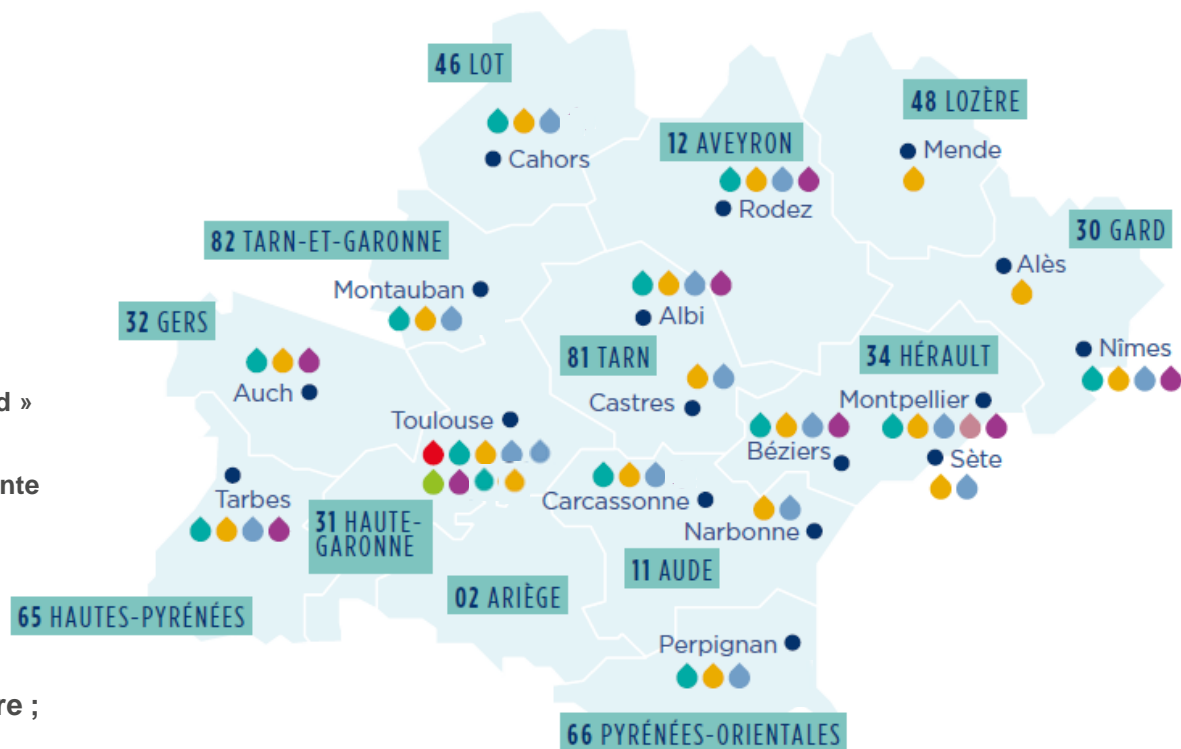 46 LOT
48 LOZÈRE
Cahors
12 AVEYRON
Mende
Rodez
30 GARD
82 TARN-ET-GARONNE
Alès
Montauban
32 GERS
Albi
81 TARN
34 HÉRAULT
Nîmes
Auch
Castres
Montpellier
d »
Toulouse
Béziers
Sète
nte
Tarbes
Carcassonne
31 HAUTE-
GARONNE
Narbonne
11 AUDE
02 ARIÈGE
65 HAUTES-PYRÉNÉES
Perpignan
re ;
66 PYRÉNÉES-ORIENTALES